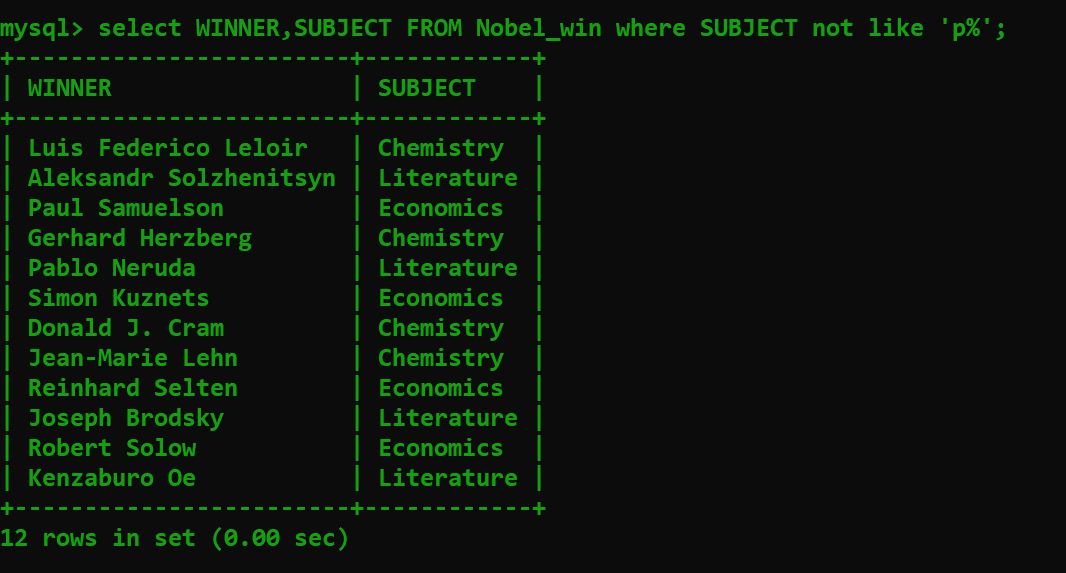 mysql> select WINNER,SUBJECT FROM Nobel_win where SUBJECT not like 'p%';
+------------------------+------------+
| WINNER                 | SUBJECT    |
+------------------------+------------+
| Luis Federico Leloir   | Chemistry  |
| Aleksandr Solzhenitsyn | Literature |
| Paul Samuelson         | Economics  |
| Gerhard Herzberg       | Chemistry  |
| Pablo Neruda           | Literature |
| Simon Kuznets          | Economics  |
| Donald J. Cram         | Chemistry  |
| Jean-Marie Lehn        | Chemistry  |
| Reinhard Selten        | Economics  |
| Joseph Brodsky         | Literature |
| Robert Solow           | Economics  |
| Kenzaburo Oe           | Literature |
+------------------------+------------+
12 rows in set (0.00 sec)